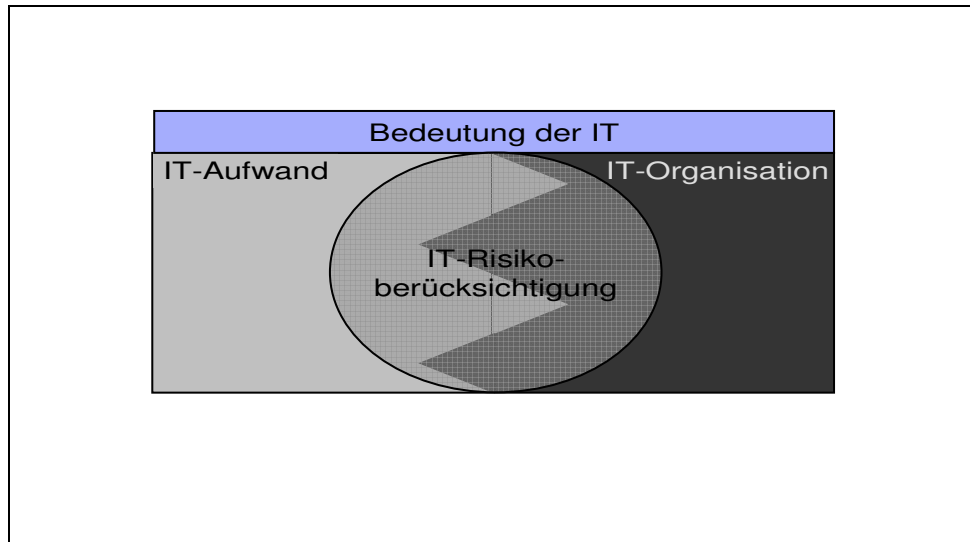 Bedeutung der IT
IT-Aufwand
IT-Organisation
IT-Risiko-
berücksichtigung